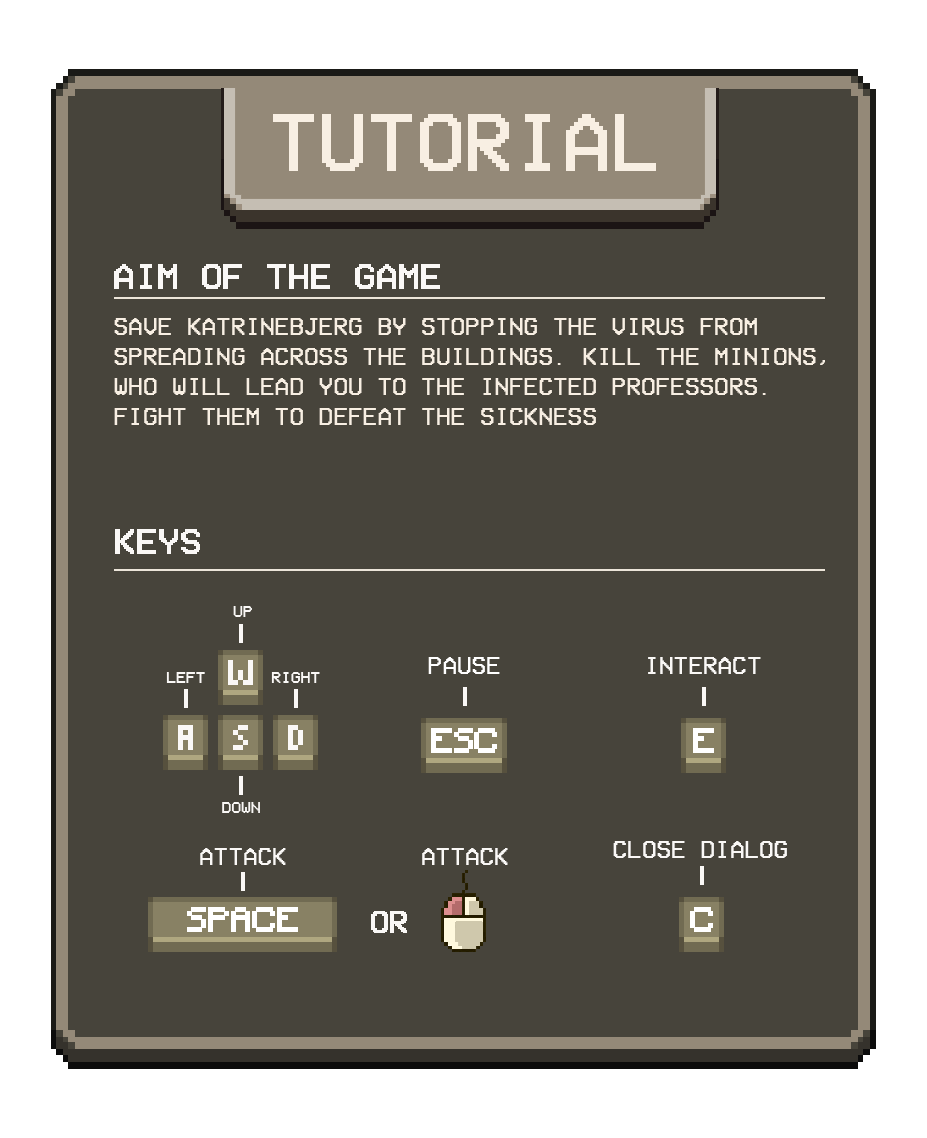 TUTORIAL
AIM OF THE GAME
SAVE KATRINEBJERG BY STOPPING THE VIRUS FROM
SPREADING ACROSS THE BUILDINGS. KILL THE MINIONS,
WHO WILL LEAD YOU TO THE INFECTED PROFESSORS.
FIGHT THEM TO DEFEAT THE SICKNESS
KEYS
UP
W
LEFT
RIGHT
A
S
D
DOWN
PAUSE
ESC
INTERACT
E
ATTACK
SPACE
OR
ATTACK
CLOSE DIALOG
C